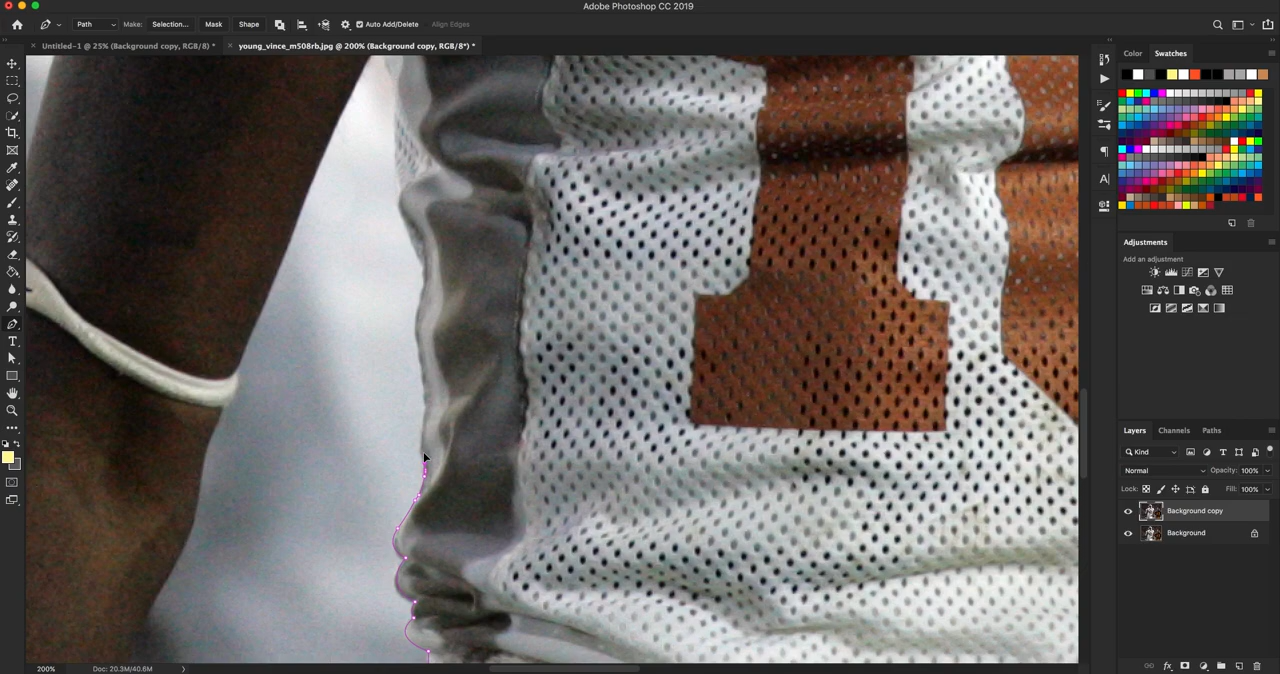 Adobe Photoshop CC 2019
Path
Make:
Selection...
Mask
Shape
Auto Add/Delete
Align Edges
Untitled-1 @ 25% (Background copy, RGB/8) *
young_vince_m508rb.jpg @ 200% (Background copy, RGB/8*) *
Color
Swatches
Adjustments
Add an adjustment
Layers
Channels
Paths
Kind
Normal
Opacity: 100%
Lock:
Fill: 100%
Background copy
Background
200%
Doc: 20.3M/40.6M